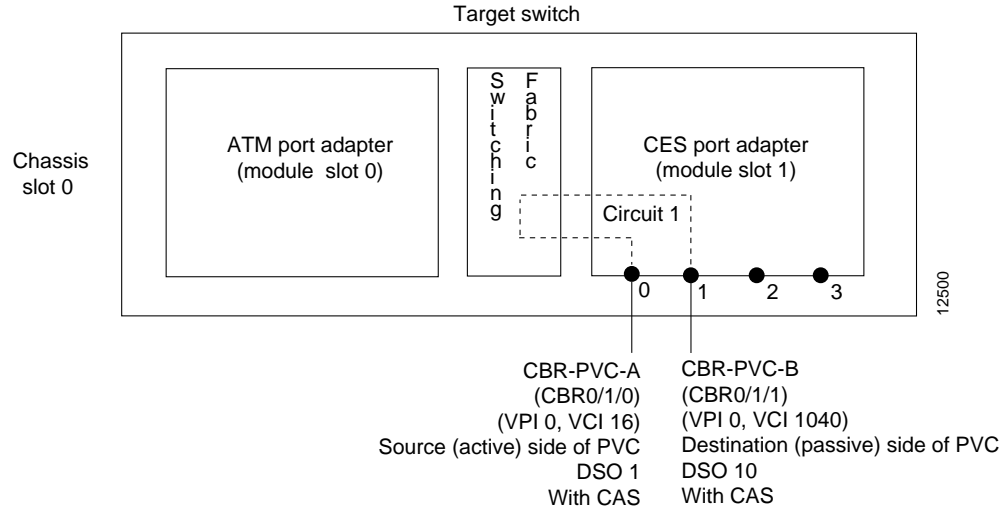 Target switch
Chassis
slot 0
ATM port adapter
(module slot 0)
Switching
Fabric
CES port adapter
(module slot 1)
Circuit 1
0
1
2
3
12500
CBR-PVC-A
(CBR0/1/0)
(VPI 0, VCI 16)
Source (active) side of PVC
DSO 1
With CAS
CBR-PVC-B
(CBR0/1/1)
(VPI 0, VCI 1040)
Destination (passive) side of PVC
DSO 10
With CAS